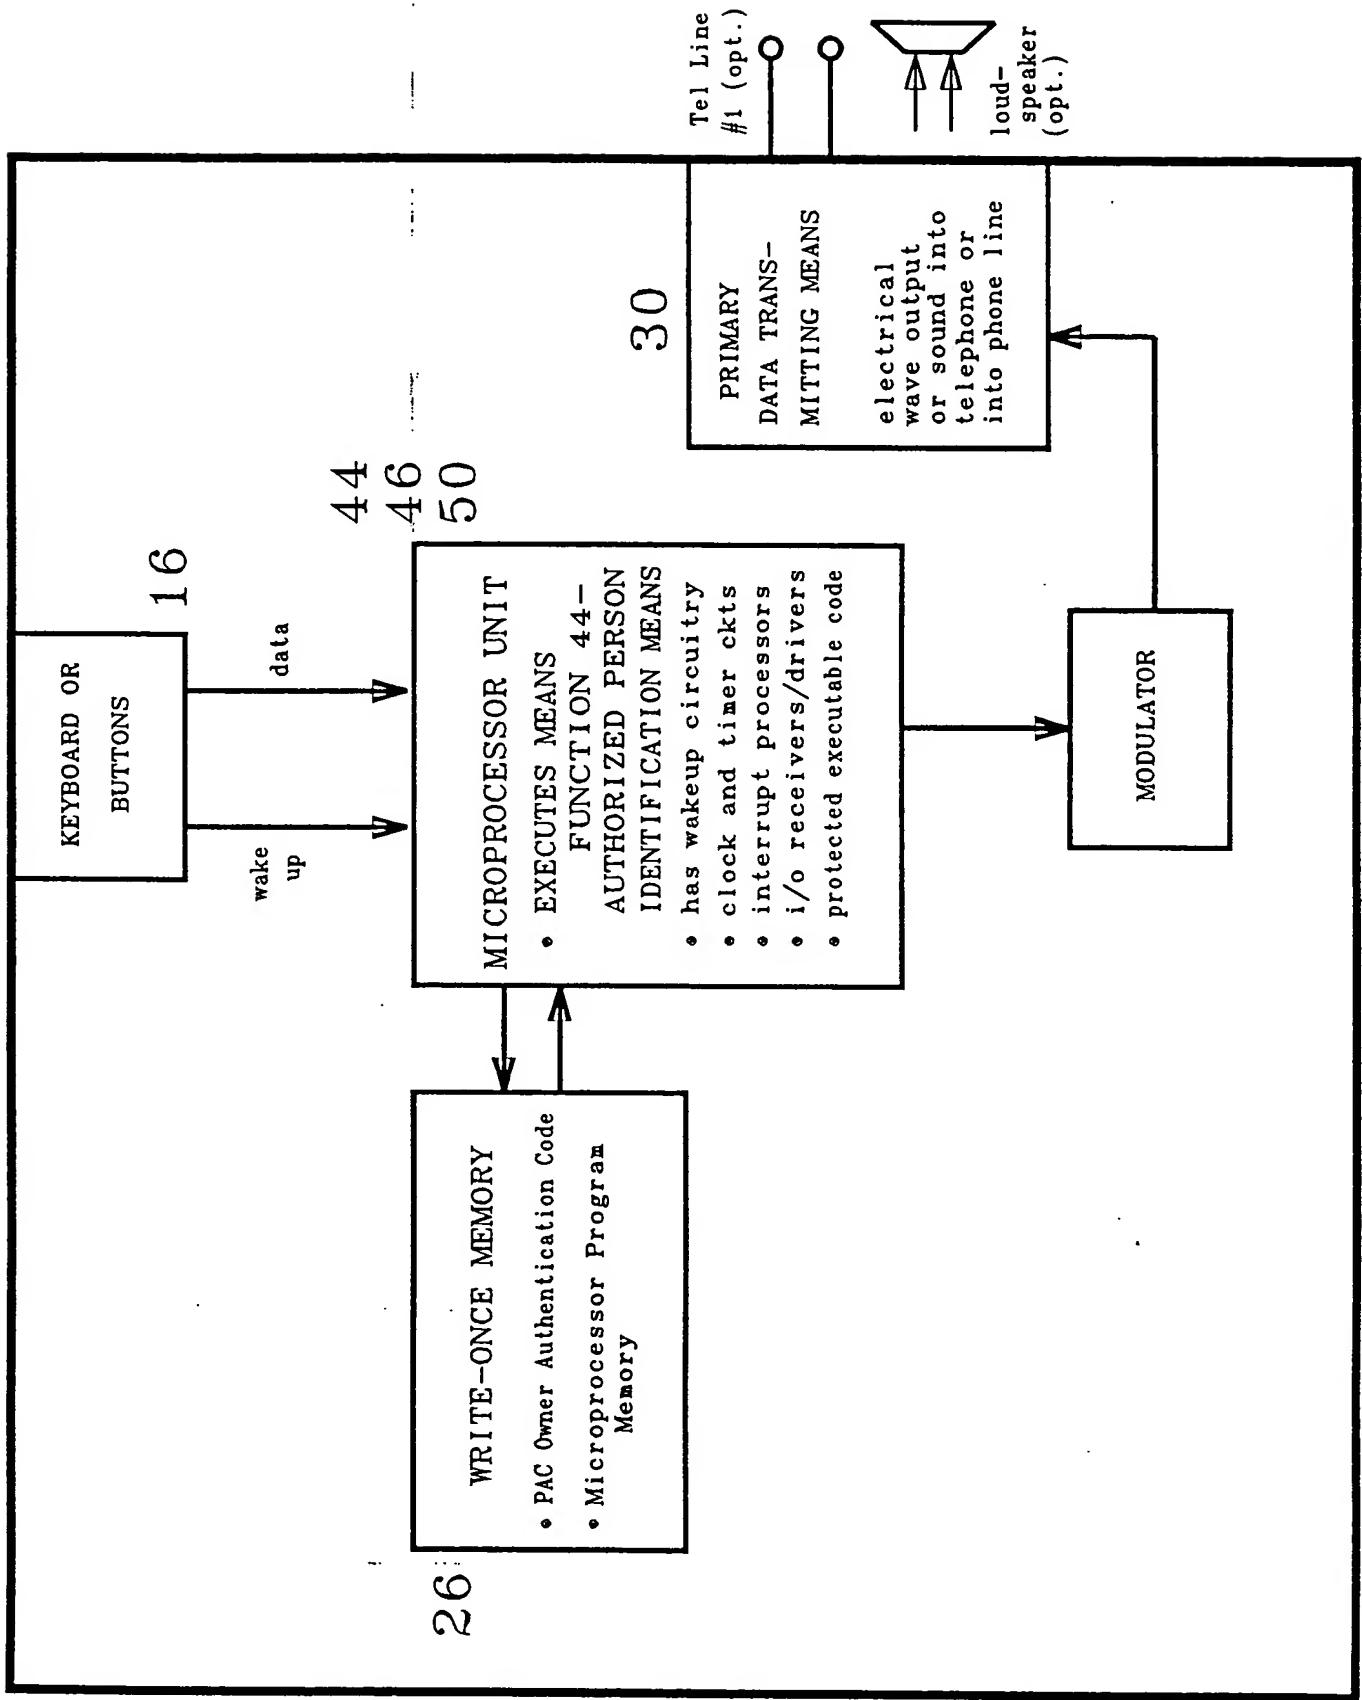 KEYBOARD OR
BUTTONS
16
wake
up
data
44
46
50
26
WRITE-ONCE MEMORY
• PAC Owner Authentication Code
• Microprocessor Program
Memory
MICROPROCESSOR UNIT
• EXECUTES MEANS
FUNCTION 44-
AUTHORIZED PERSON
IDENTIFICATION MEANS
• has wakeup circuitry
• clock and timer ckts
• interrupt processors
• i/o receivers/drivers
• protected executable code
30
PRIMARY
DATA TRANS-
MITTING MEANS
electrical
wave output
or sound into
telephone or
into phone line
Tel Line
#1 (opt.)
loud-
speaker
(opt.)
MODULATOR